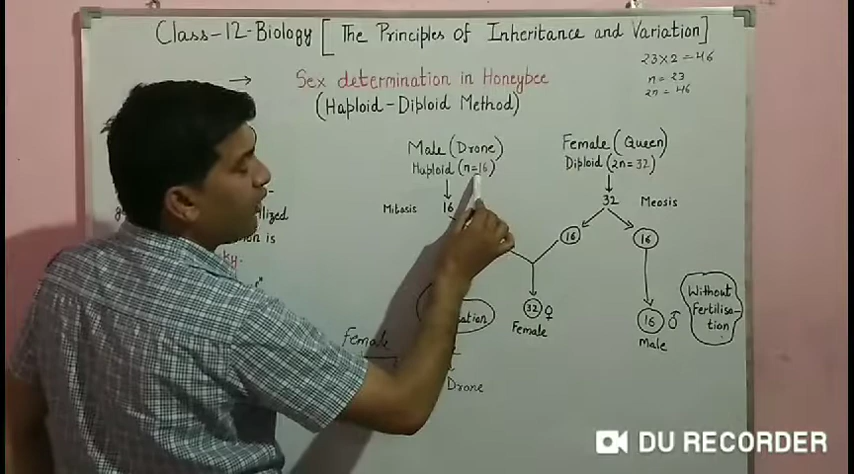 Class-12-Biology [The Principles of Inheritance and Variation]
23×2=46
n=23
2n=46
→ Sex determination in Honeybee
(Haploid-Diploid Method)
Male (Drone)
Haploid (n=16)
Mitosis 16
Female (Queen)
Diploid (2n=32)
32 Meosis
16
16
32 ♀
Female
16 ♂
Male
Without
Fertilisa-
tion
is
Female
Drone
DU RECORDER